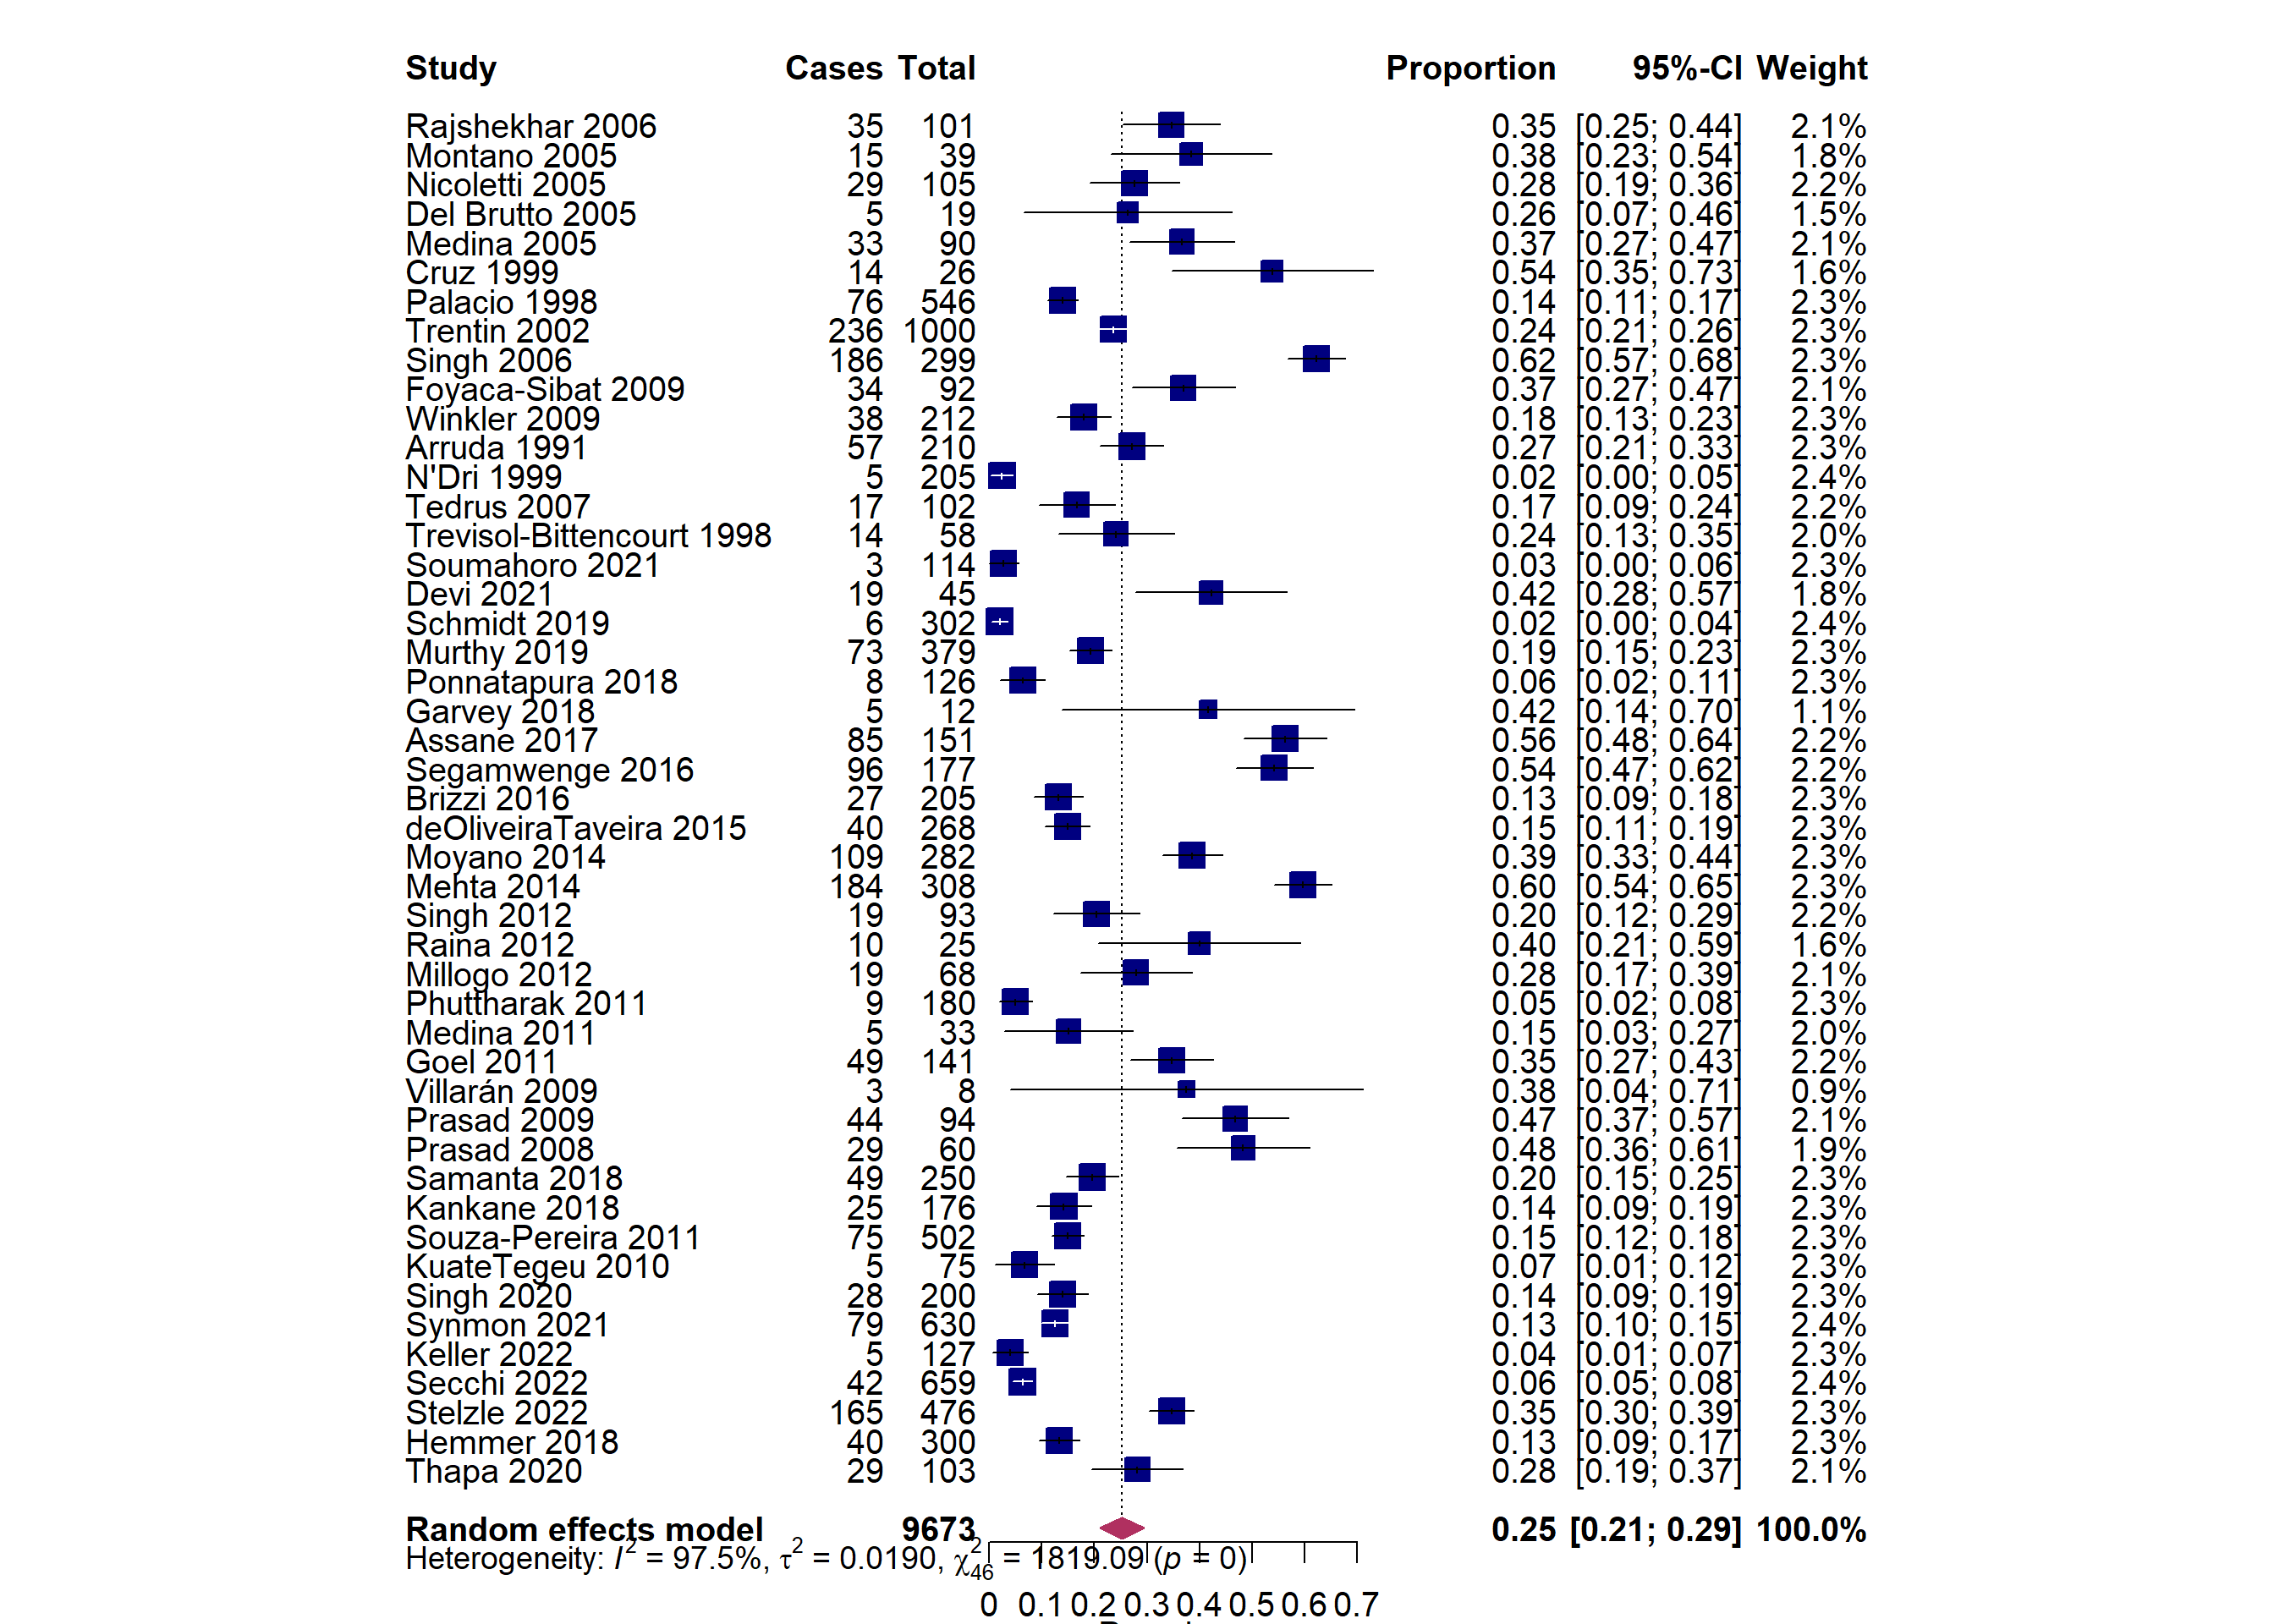 Study Cases Total Proportion 95%-CI Weight
Rajshekhar 2006 35 101 0.35 [0.25; 0.44] 2.1%
Montano 2005 15 39 0.38 [0.23; 0.54] 1.8%
Nicoletti 2005 29 105 0.28 [0.19; 0.36] 2.2%
Del Brutto 2005 5 19 0.26 [0.07; 0.46] 1.5%
Medina 2005 33 90 0.37 [0.27; 0.47] 2.1%
Cruz 1999 14 26 0.54 [0.35; 0.73] 1.6%
Palacio 1998 76 546 0.14 [0.11; 0.17] 2.3%
Trentin 2002 236 1000 0.24 [0.21; 0.26] 2.3%
Singh 2006 186 299 0.62 [0.57; 0.68] 2.3%
Foyaca-Sibat 2009 34 92 0.37 [0.27; 0.47] 2.1%
Winkler 2009 38 212 0.18 [0.13; 0.23] 2.3%
Arruda 1991 57 210 0.27 [0.21; 0.33] 2.3%
N'Dri 1999 5 205 0.02 [0.00; 0.05] 2.4%
Tedrus 2007 17 102 0.17 [0.09; 0.24] 2.2%
Trevisol-Bittencourt 1998 14 58 0.24 [0.13; 0.35] 2.0%
Soumahoro 2021 3 114 0.03 [0.00; 0.06] 2.3%
Devi 2021 19 45 0.42 [0.28; 0.57] 1.8%
Schmidt 2019 6 302 0.02 [0.00; 0.04] 2.4%
Murthy 2019 73 379 0.19 [0.15; 0.23] 2.3%
Ponnatapura 2018 8 126 0.06 [0.02; 0.11] 2.3%
Garvey 2018 5 12 0.42 [0.14; 0.70] 1.1%
Assane 2017 85 151 0.56 [0.48; 0.64] 2.2%
Segamwenge 2016 96 177 0.54 [0.47; 0.62] 2.2%
Brizzi 2016 27 205 0.13 [0.09; 0.18] 2.3%
deOliveiraTaveira 2015 40 268 0.15 [0.11; 0.19] 2.3%
Moyano 2014 109 282 0.39 [0.33; 0.44] 2.3%
Mehta 2014 184 308 0.60 [0.54; 0.65] 2.3%
Singh 2012 19 93 0.20 [0.12; 0.29] 2.2%
Raina 2012 10 25 0.40 [0.21; 0.59] 1.6%
Millogo 2012 19 68 0.28 [0.17; 0.39] 2.1%
Phuttharak 2011 9 180 0.05 [0.02; 0.08] 2.3%
Medina 2011 5 33 0.15 [0.03; 0.27] 2.0%
Goel 2011 49 141 0.35 [0.27; 0.43] 2.2%
Villarán 2009 3 8 0.38 [0.04; 0.71] 0.9%
Prasad 2009 44 94 0.47 [0.37; 0.57] 2.1%
Prasad 2008 29 60 0.48 [0.36; 0.61] 1.9%
Samanta 2018 49 250 0.20 [0.15; 0.25] 2.3%
Kankane 2018 25 176 0.14 [0.09; 0.19] 2.3%
Souza-Pereira 2011 75 502 0.15 [0.12; 0.18] 2.3%
KuateTegeu 2010 5 75 0.07 [0.01; 0.12] 2.3%
Singh 2020 28 200 0.14 [0.09; 0.19] 2.3%
Synmon 2021 79 630 0.13 [0.10; 0.15] 2.4%
Keller 2022 5 127 0.04 [0.01; 0.07] 2.3%
Secchi 2022 42 659 0.06 [0.05; 0.08] 2.4%
Stelzle 2022 165 476 0.35 [0.30; 0.39] 2.3%
Hemmer 2018 40 300 0.13 [0.09; 0.17] 2.3%
Thapa 2020 29 103 0.28 [0.19; 0.37] 2.1%
Random effects model 9673 0.25 [0.21; 0.29] 100.0%
Heterogeneity: I² = 97.5%, τ² = 0.0190, χ²₄₆ = 1819.09 (p = 0)
0 0.1 0.2 0.3 0.4 0.5 0.6 0.7